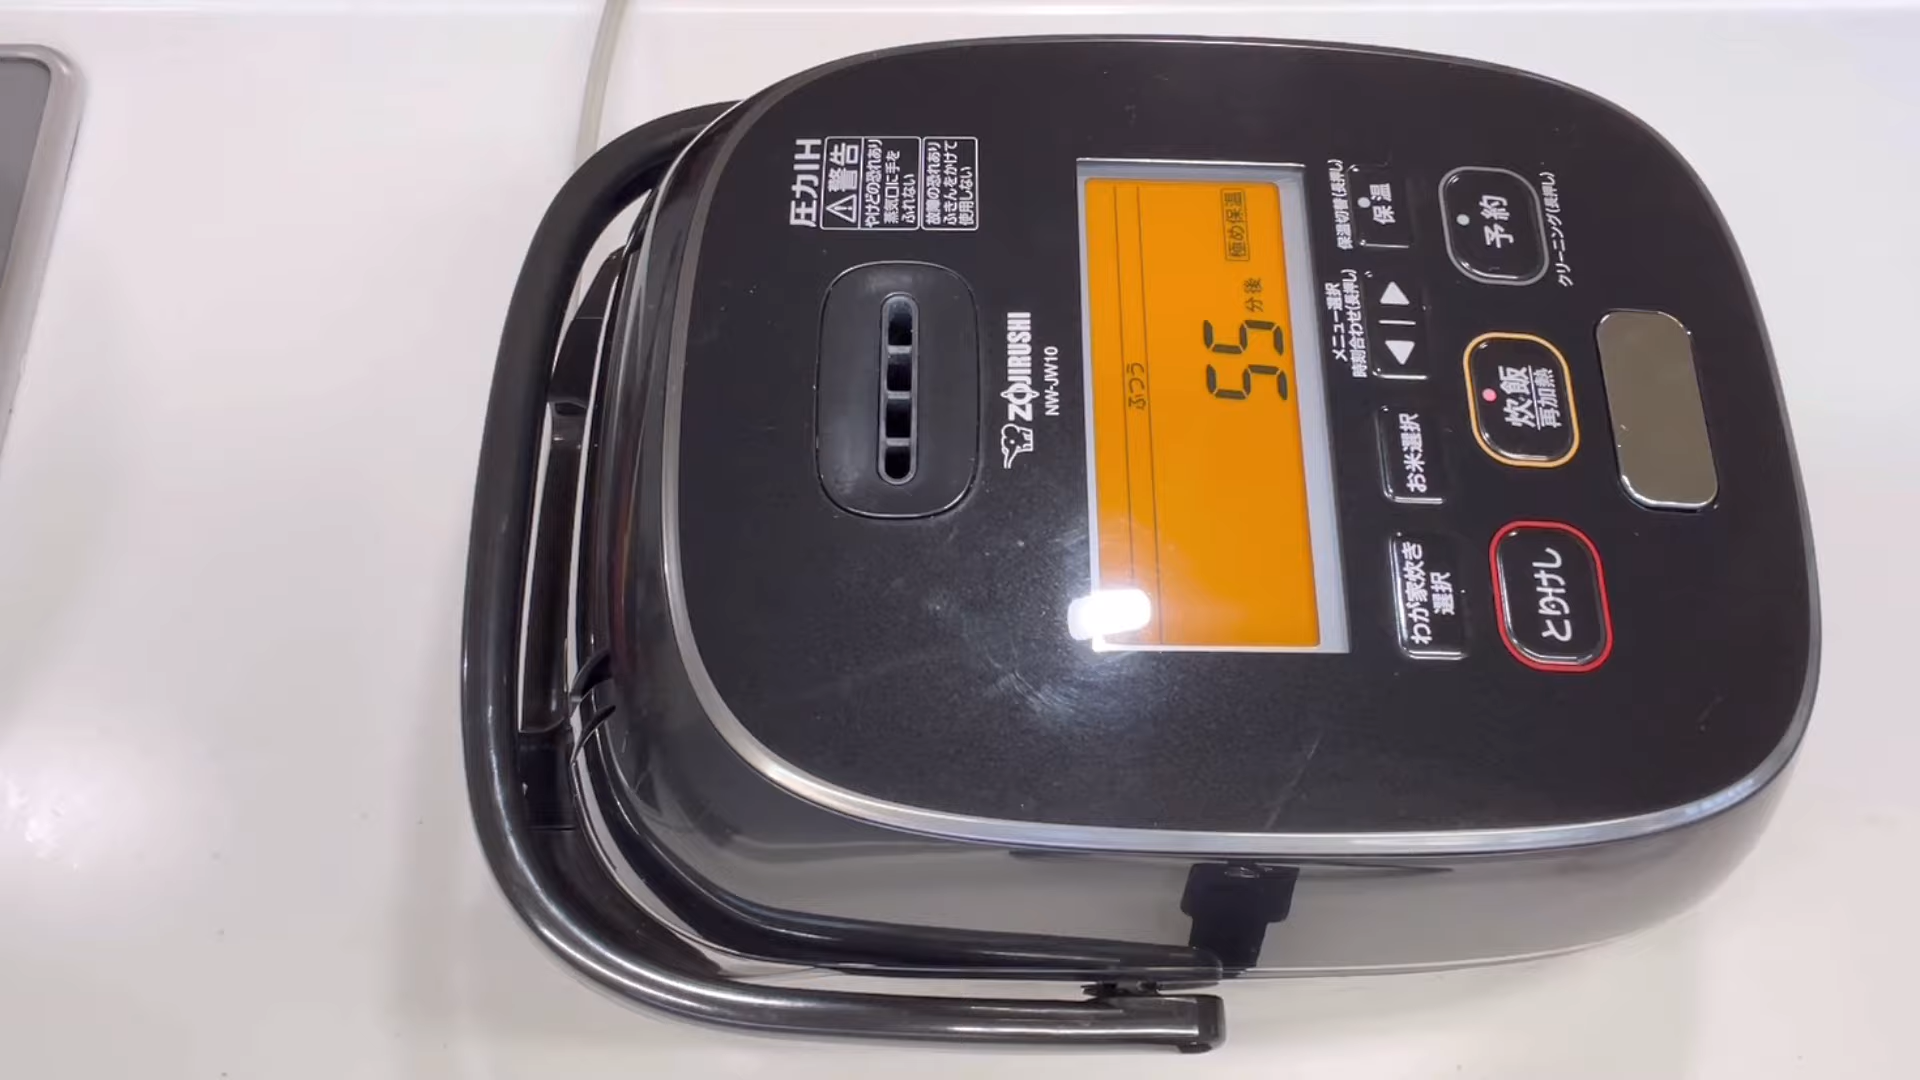 圧力IH
警告
やけどの恐れあり
蒸気口に手を
ふれない
故障の恐れあり
ふきんをかけて
使用しない
ZOJIRUSHI
NW-JW10
ふつう
極め保温
55分後
メニュー選択
時刻合わせ(長押し)
保温切替(長押し)
わが家炊き
選択
お米選択
保温
とりけし
炊飯
再加熱
予約
クリーニング(長押し)